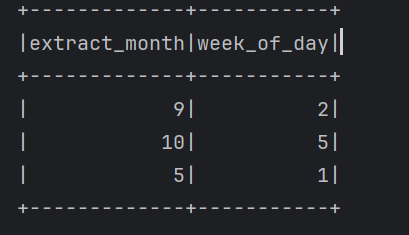 +-------------+-----------+
|extract_month|week_of_day|
+-------------+-----------+
|            9|          2|
|           10|          5|
|            5|          1|
+-------------+-----------+